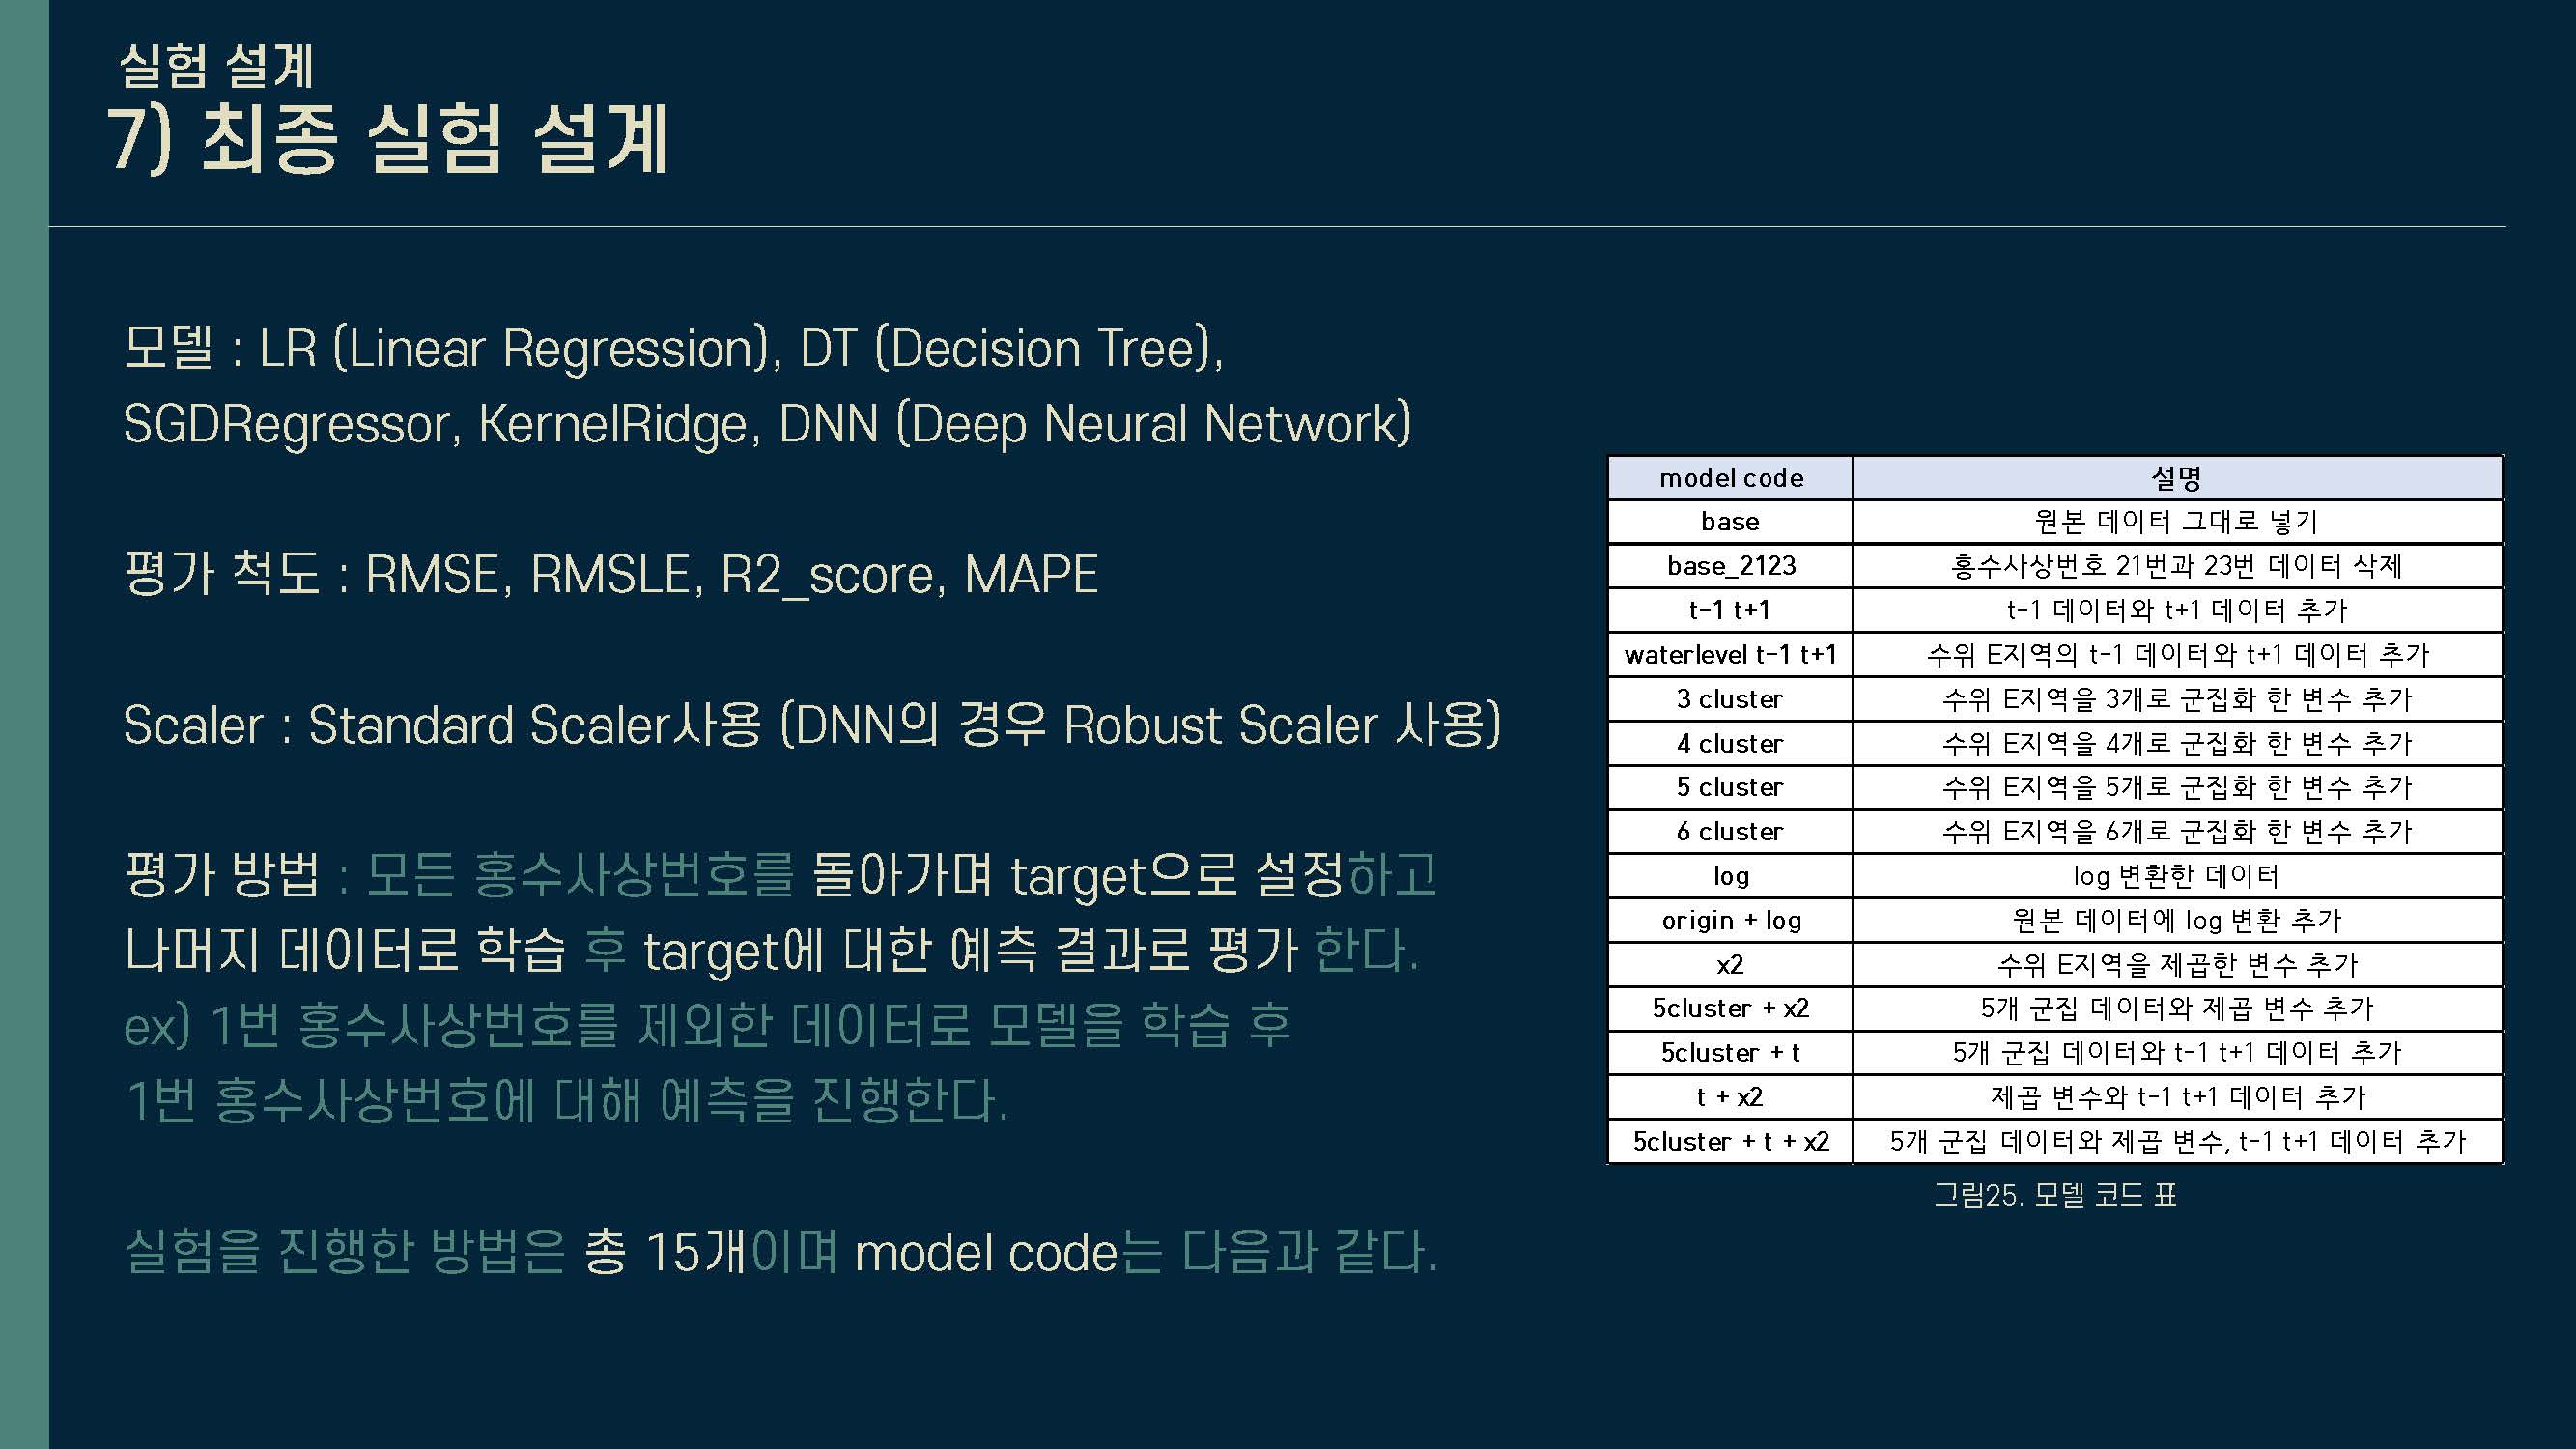 실험 설계
7) 최종 실험 설계
모델 : LR (Linear Regression), DT (Decision Tree),
SGDRegressor, KernelRidge, DNN (Deep Neural Network)
평가 척도 : RMSE, RMSLE, R2_score, MAPE
Scaler : Standard Scaler사용 (DNN의 경우 Robust Scaler 사용)
평가 방법 : 모든 홍수사상번호를 돌아가며 target으로 설정하고
나머지 데이터로 학습 후 target에 대한 예측 결과로 평가 한다.
ex) 1번 홍수사상번호를 제외한 데이터로 모델을 학습 후
1번 홍수사상번호에 대해 예측을 진행한다.
실험을 진행한 방법은 총 15개이며 model code는 다음과 같다.
model code 설명
base 원본 데이터 그대로 넣기
base_2123 홍수사상번호 21번과 23번 데이터 삭제
t-1 t+1 t-1 데이터와 t+1 데이터 추가
waterlevel t-1 t+1 수위 E지역의 t-1 데이터와 t+1 데이터 추가
3 cluster 수위 E지역을 3개로 군집화 한 변수 추가
4 cluster 수위 E지역을 4개로 군집화 한 변수 추가
5 cluster 수위 E지역을 5개로 군집화 한 변수 추가
6 cluster 수위 E지역을 6개로 군집화 한 변수 추가
log log 변환한 데이터
origin + log 원본 데이터에 log 변환 추가
x2 수위 E지역을 제곱한 변수 추가
5cluster + x2 5개 군집 데이터와 제곱 변수 추가
5cluster + t 5개 군집 데이터와 t-1 t+1 데이터 추가
t + x2 제곱 변수와 t-1 t+1 데이터 추가
5cluster + t + x2 5개 군집 데이터와 제곱 변수, t-1 t+1 데이터 추가
그림25. 모델 코드 표